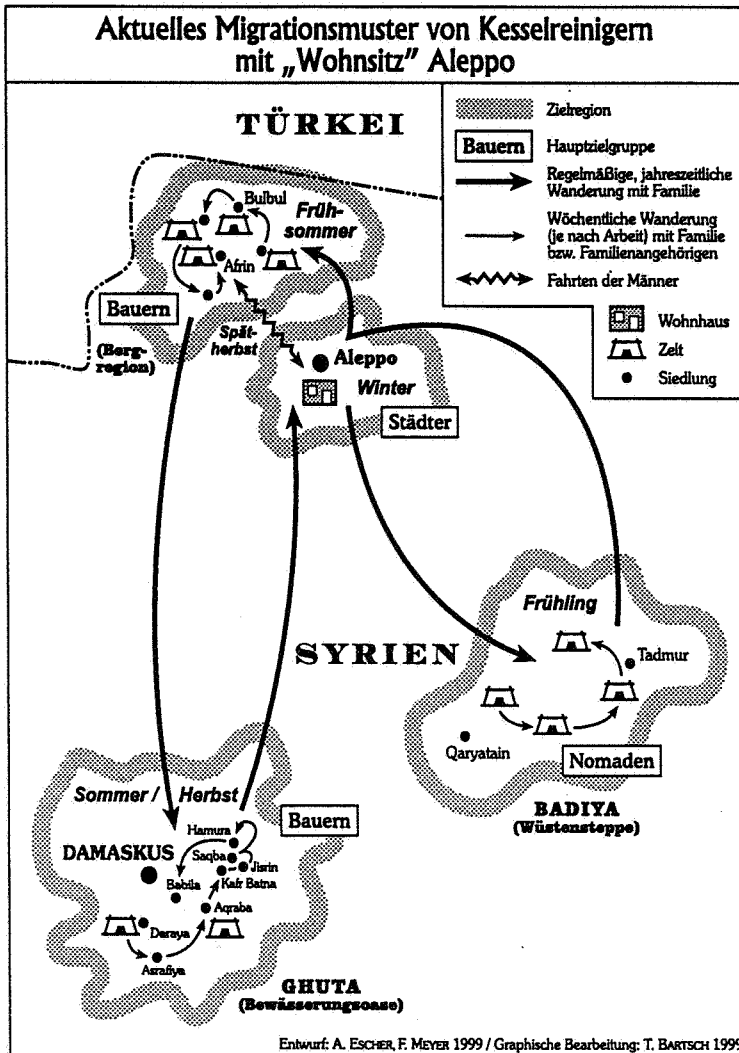 Aktuelles Migrationsmuster von Kesselreinigern
mit „Wohnsitz” Aleppo
Zielregion
Bauern
Hauptzielgruppe
Regelmäßige, jahreszeitliche
Wanderung mit Familie
Wöchentliche Wanderung
(je nach Arbeit) mit Familie
bzw. Familienangehörigen
Fahrten der Männer
Wohnhaus
Zelt
Siedlung
TÜRKEI
Bulbul
Früh-
sommer
Afrin
Bauern
(Berg-
region)
Spät-
herbst
Aleppo
Winter
Städter
SYRIEN
Frühling
Tadmur
Qaryatain
Nomaden
BADIYA
(Wüstensteppe)
Sommer / Herbst
Bauern
Hamura
DAMASKUS
Saqba
Jisrin
Babila
Kafr Batna
Aqraba
Daraya
Asrafiya
GHUTA
(Bewässerungsoase)
Entwurf: A. ESCHER, F. MEYER 1999 / Graphische Bearbeitung: T. BARTSCH 1999